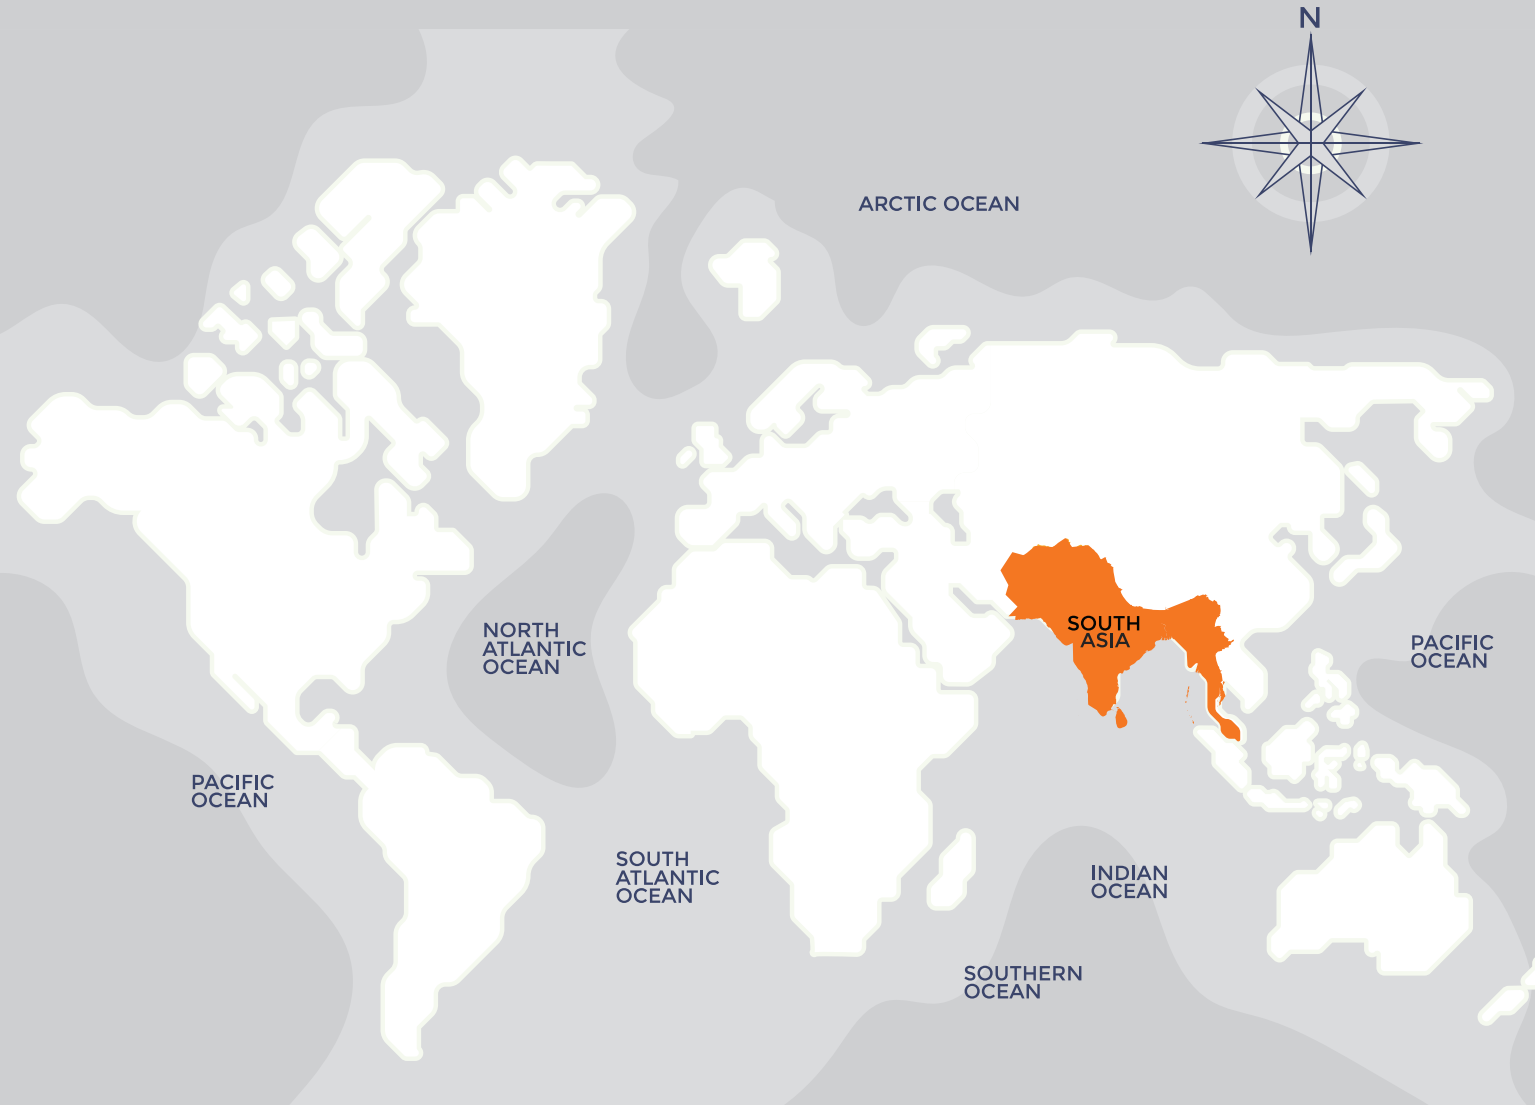 N
ARCTIC OCEAN
SOUTH
ASIA
NORTH
ATLANTIC
OCEAN
PACIFIC
OCEAN
PACIFIC
OCEAN
SOUTH
ATLANTIC
OCEAN
INDIAN
OCEAN
SOUTHERN
OCEAN